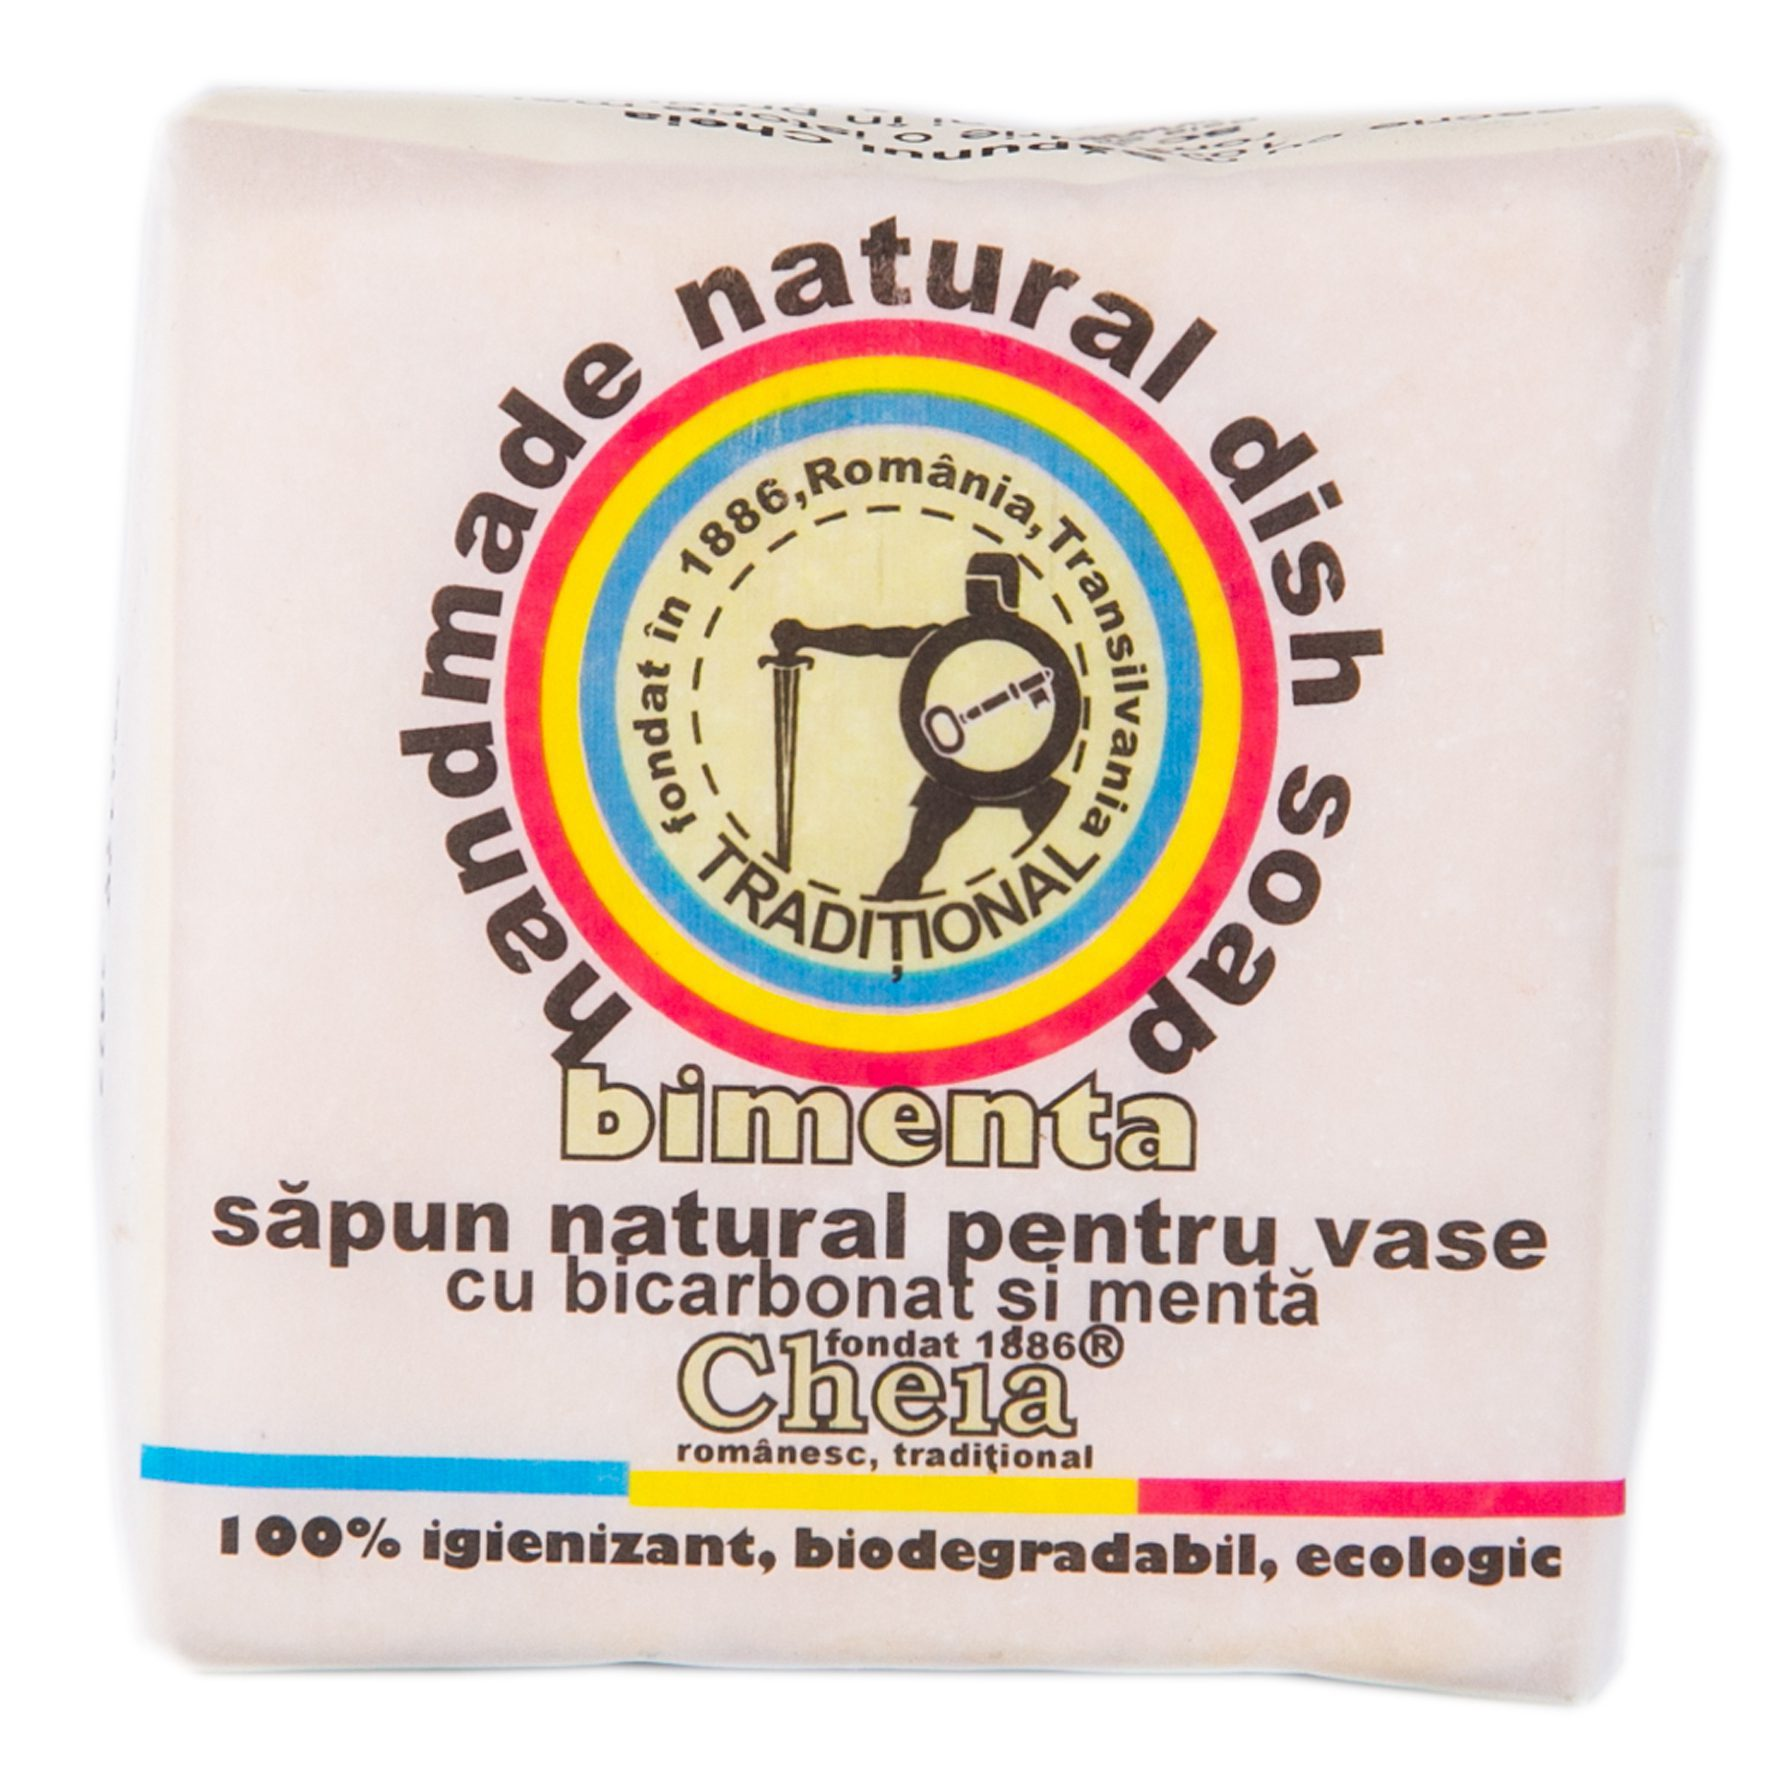 handmade natural dish soap
fondat în 1886, România, Transilvania
TRADIȚIONAL
bimenta
săpun natural pentru vase
cu bicarbonat și mentă
fondat 1886®
Cheia
românesc, tradițional
100% igienizant, biodegradabil, ecologic